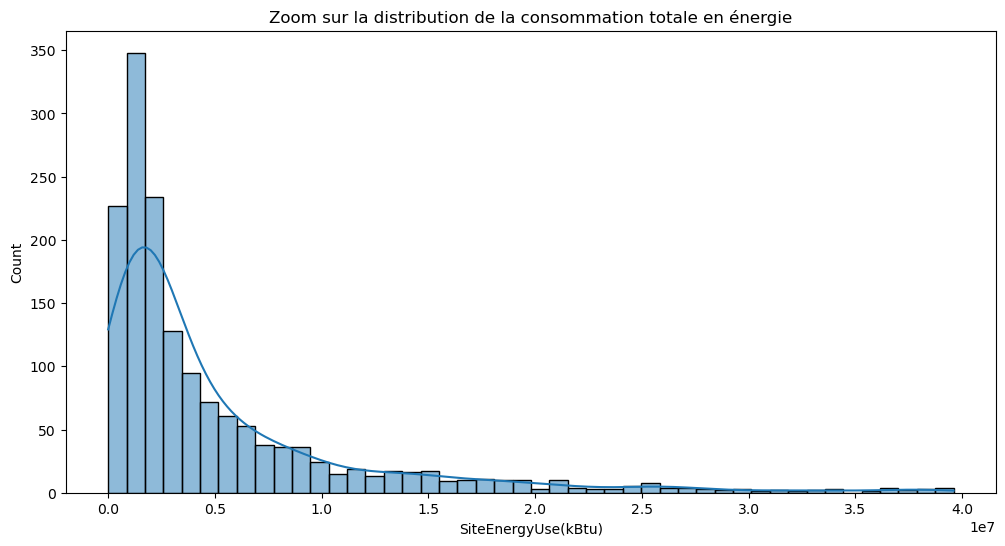 Zoom sur la distribution de la consommation totale en énergie
350
300
250
200
150
100
50
0
Count
0.0 0.5 1.0 1.5 2.0 2.5 3.0 3.5 4.0
1e7
SiteEnergyUse(kBtu)